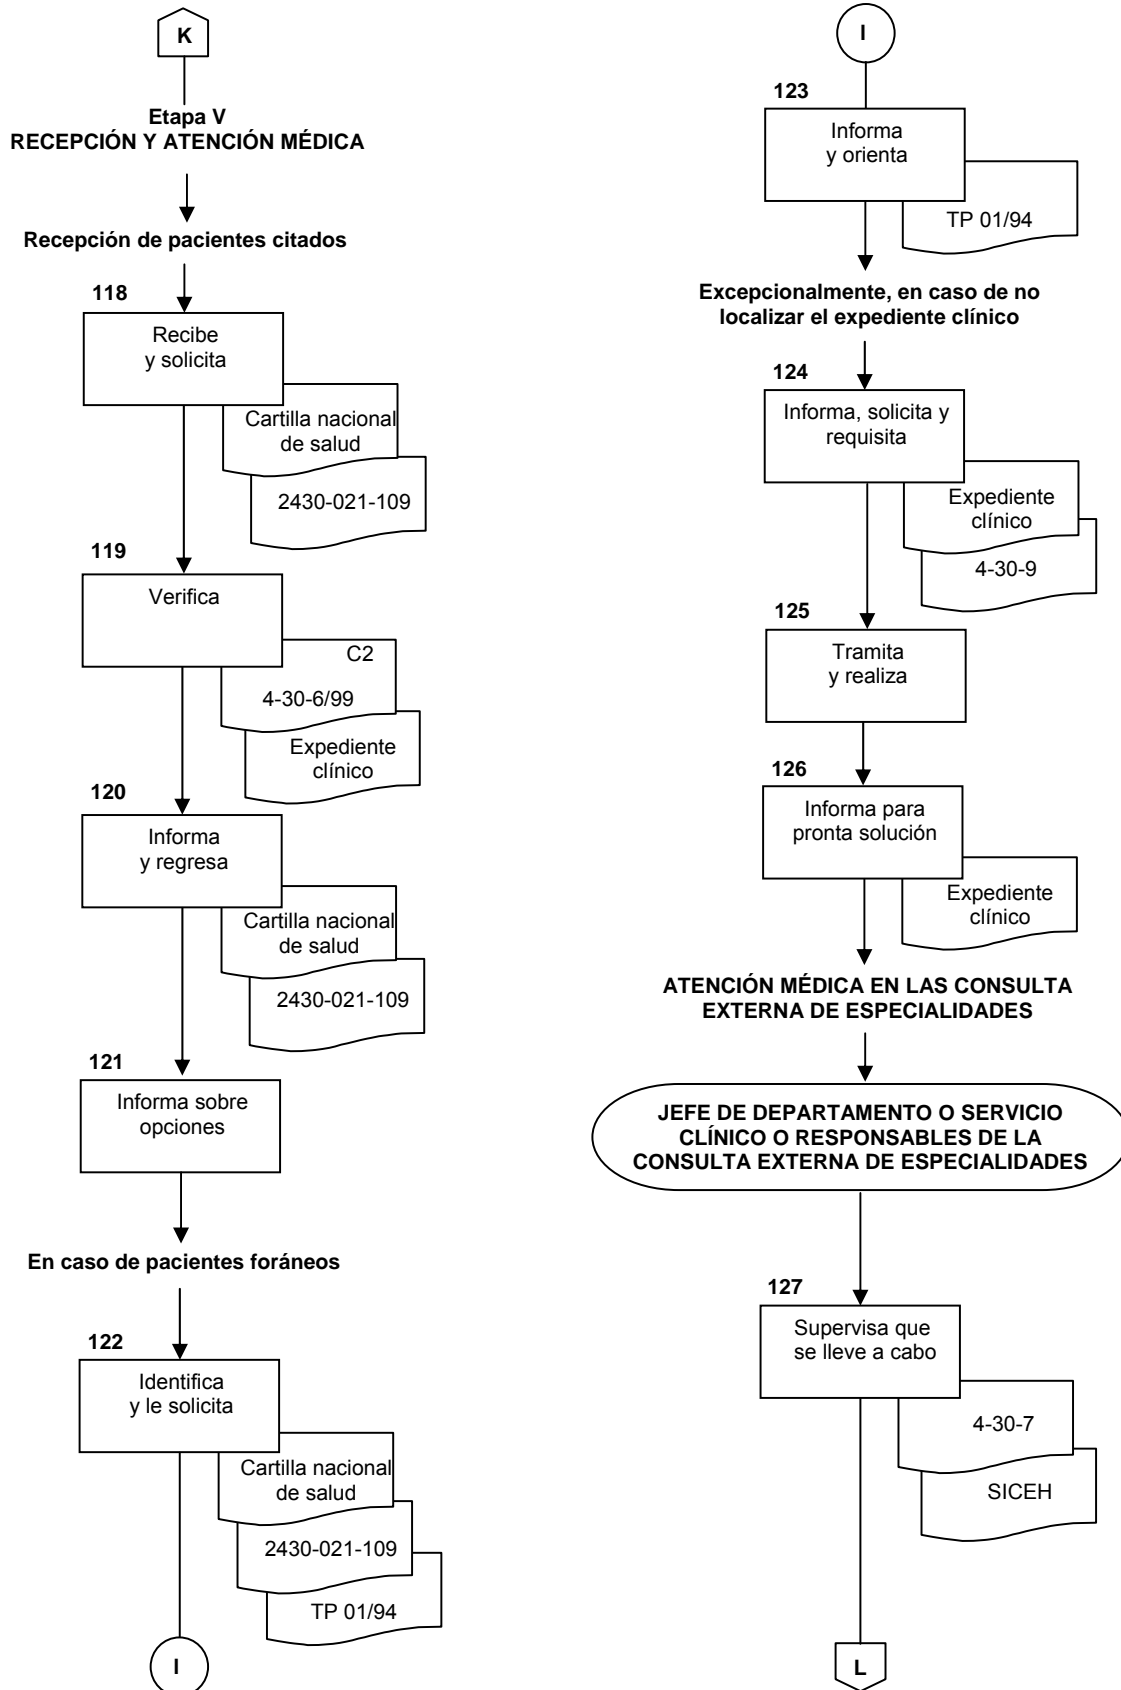 K
Etapa V
RECEPCIÓN Y ATENCIÓN MÉDICA
Recepción de pacientes citados
118
Recibe
y solicita
Cartilla nacional
de salud
2430-021-109
119
Verifica
C2
4-30-6/99
Expediente
clínico
120
Informa
y regresa
Cartilla nacional
de salud
2430-021-109
121
Informa sobre
opciones
En caso de pacientes foráneos
122
Identifica
y le solicita
Cartilla nacional
de salud
2430-021-109
TP 01/94
I
I
123
Informa
y orienta
TP 01/94
Excepcionalmente, en caso de no
localizar el expediente clínico
124
Informa, solicita y
requisita
Expediente
clínico
4-30-9
125
Tramita
y realiza
126
Informa para
pronta solución
Expediente
clínico
ATENCIÓN MÉDICA EN LAS CONSULTA
EXTERNA DE ESPECIALIDADES
JEFE DE DEPARTAMENTO O SERVICIO
CLÍNICO O RESPONSABLES DE LA
CONSULTA EXTERNA DE ESPECIALIDADES
127
Supervisa que
se lleve a cabo
4-30-7
SICEH
L